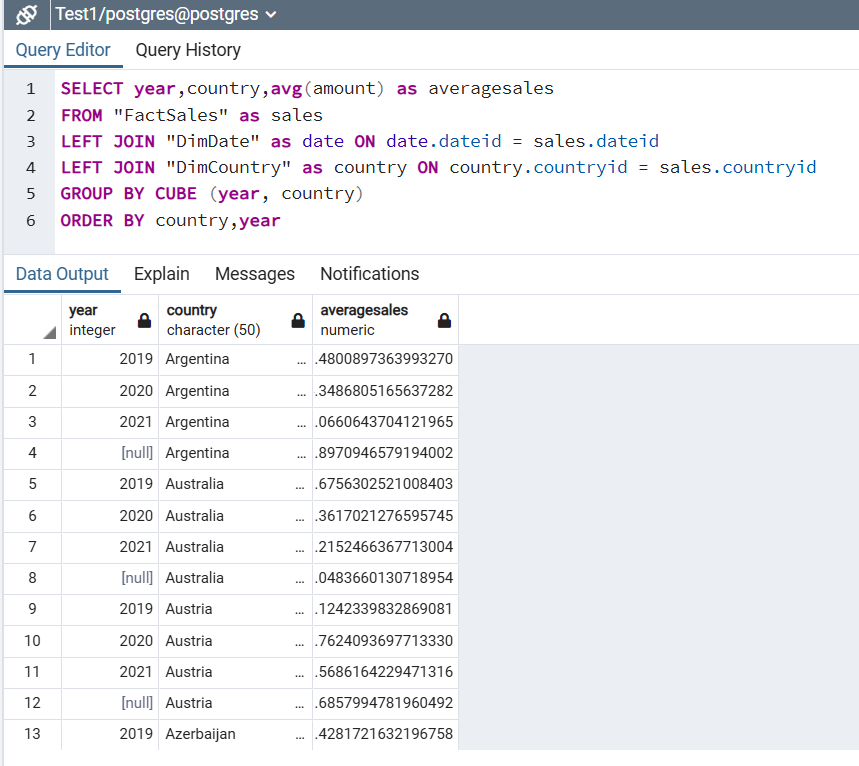 Test1/postgres@postgres
Query Editor Query History
1 SELECT year,country,avg(amount) as averagesales
2 FROM "FactSales" as sales
3 LEFT JOIN "DimDate" as date ON date.dateid = sales.dateid
4 LEFT JOIN "DimCountry" as country ON country.countryid = sales.countryid
5 GROUP BY CUBE (year, country)
6 ORDER BY country,year
Data Output Explain Messages Notifications
year country averagesales
integer character (50) numeric
1 2019 Argentina ... .4800897363993270
2 2020 Argentina ... .3486805165637282
3 2021 Argentina ... .0660643704121965
4 [null] Argentina ... .8970946579194002
5 2019 Australia ... .6756302521008403
6 2020 Australia ... .3617021276595745
7 2021 Australia ... .2152466367713004
8 [null] Australia ... .0483660130718954
9 2019 Austria ... .1242339832869081
10 2020 Austria ... .7624093697713330
11 2021 Austria ... .5686164229471316
12 [null] Austria ... .6857994781960492
13 2019 Azerbaijan ... .4281721632196758